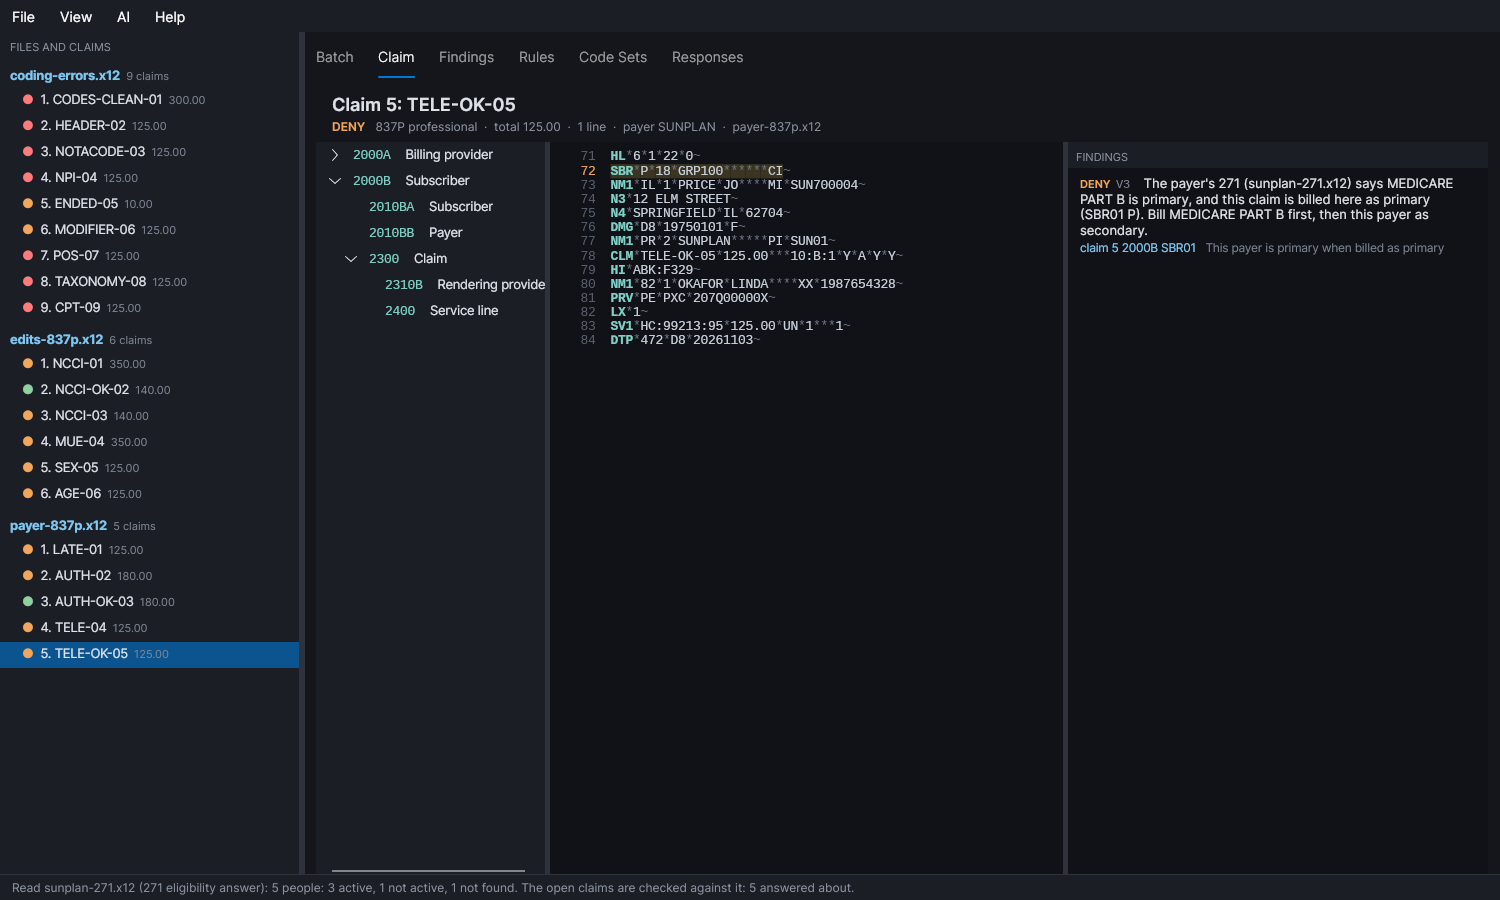 File View AI Help
FILES AND CLAIMS
coding-errors.x12 9 claims
1. CODES-CLEAN-01 300.00
2. HEADER-02 125.00
3. NOTACODE-03 125.00
4. NPI-04 125.00
5. ENDED-05 10.00
6. MODIFIER-06 125.00
7. POS-07 125.00
8. TAXONOMY-08 125.00
9. CPT-09 125.00
edits-837p.x12 6 claims
1. NCCI-01 350.00
2. NCCI-OK-02 140.00
3. NCCI-03 140.00
4. MUE-04 350.00
5. SEX-05 125.00
6. AGE-06 125.00
payer-837p.x12 5 claims
1. LATE-01 125.00
2. AUTH-02 180.00
3. AUTH-OK-03 180.00
4. TELE-04 125.00
5. TELE-OK-05 125.00
Batch Claim Findings Rules Code Sets Responses
Claim 5: TELE-OK-05
DENY 837P professional · total 125.00 · 1 line · payer SUNPLAN · payer-837p.x12
2000A Billing provider
2000B Subscriber
2010BA Subscriber
2010BB Payer
2300 Claim
2310B Rendering provide
2400 Service line
71 HL*6*1*22*0~
72 SBR*P*18*GRP100******CI~
73 NM1*IL*1*PRICE*JO****MI*SUN700004~
74 N3*12 ELM STREET~
75 N4*SPRINGFIELD*IL*62704~
76 DMG*D8*19750101*F~
77 NM1*PR*2*SUNPLAN*****PI*SUN01~
78 CLM*TELE-OK-05*125.00***10:B:1*Y*A*Y*Y~
79 HI*ABK:F329~
80 NM1*82*1*OKAFOR*LINDA****XX*1987654328~
81 PRV*PE*PXC*207Q00000X~
82 LX*1~
83 SV1*HC:99213:95*125.00*UN*1***1~
84 DTP*472*D8*20261103~
FINDINGS
DENY V3 The payer's 271 (sunplan-271.x12) says MEDICARE
PART B is primary, and this claim is billed here as primary
(SBR01 P). Bill MEDICARE PART B first, then this payer as
secondary.
claim 5 2000B SBR01 This payer is primary when billed as primary
Read sunplan-271.x12 (271 eligibility answer): 5 people: 3 active, 1 not active, 1 not found. The open claims are checked against it: 5 answered about.